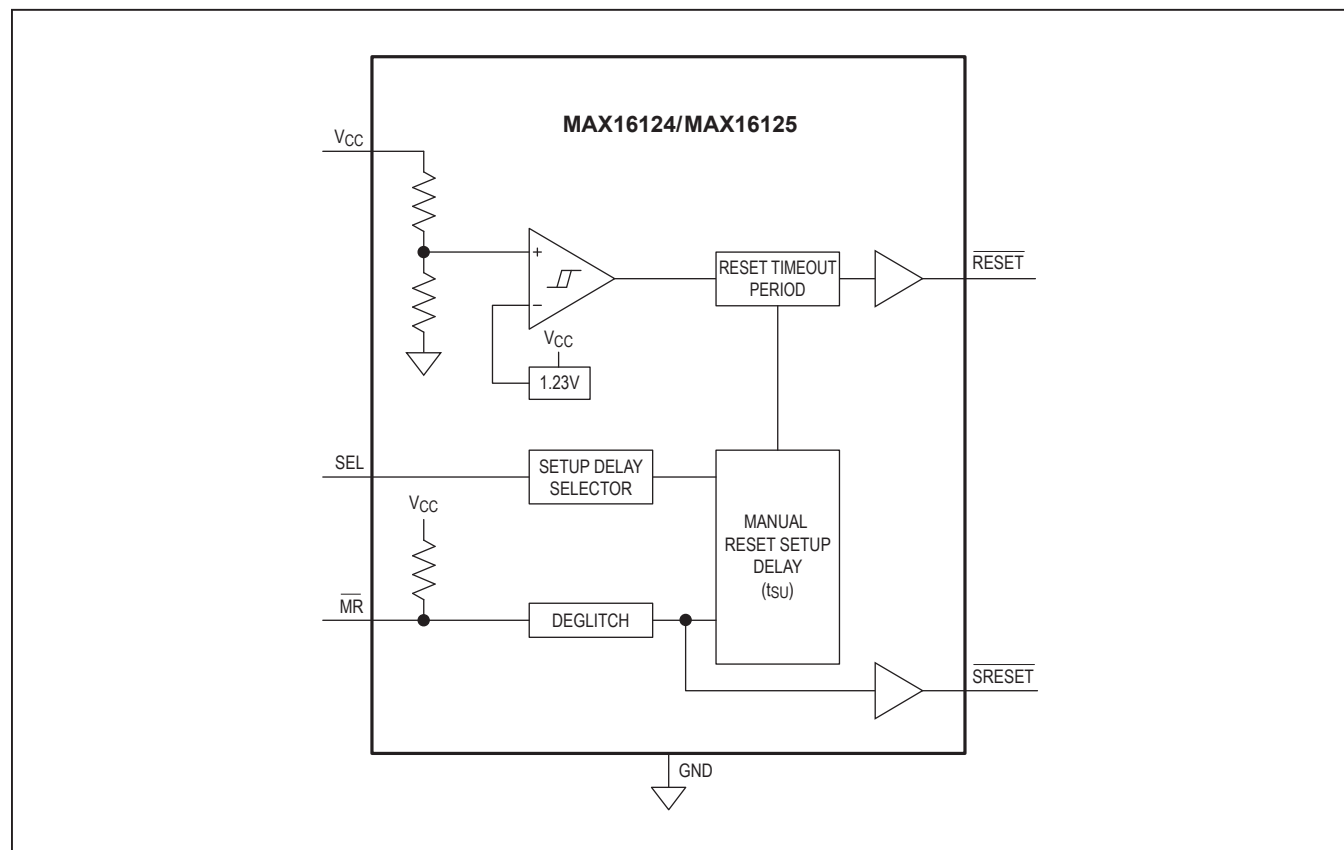 MAX16124/MAX16125
VCC
+
−
VCC
1.23V
RESET TIMEOUT
PERIOD
RESET
SEL
SETUP DELAY
SELECTOR
VCC
MR
DEGLITCH
MANUAL
RESET SETUP
DELAY
(tSU)
SRESET
GND